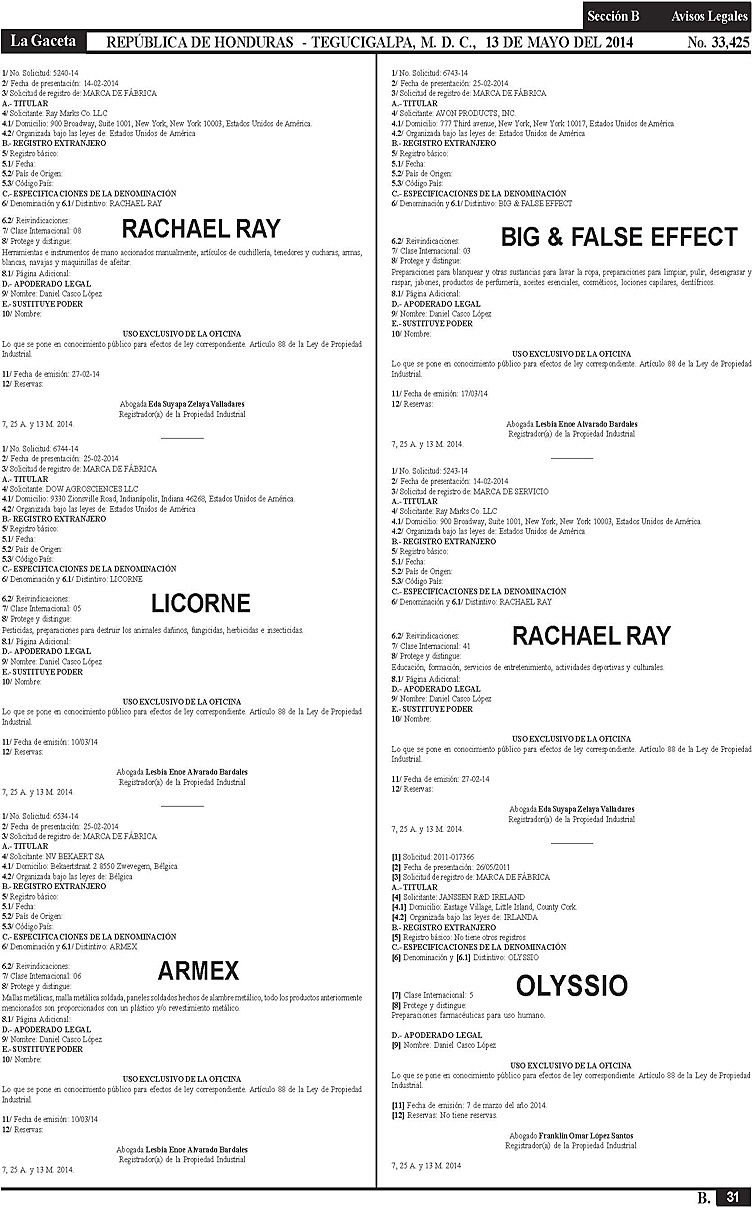 Sección B Avisos Legales
La Gaceta REPÚBLICA DE HONDURAS - TEGUCIGALPA, M. D. C., 13 DE MAYO DEL 2014 No. 33,425
1/ No. Solicitud: 5240-14
2/ Fecha de presentación: 14-02-2014
3/ Solicitud de registro de: MARCA DE FÁBRICA
A.- TITULAR
4/ Solicitante: Ray Marks Co. LLC
4.1/ Domicilio: 900 Broadway, Suite 1001, New York, New York 10003, Estados Unidos de América.
4.2/ Organizada bajo las leyes de: Estados Unidos de América
B.- REGISTRO EXTRANJERO
5/ Registro básico:
5.1/ Fecha:
5.2/ País de Origen:
5.3/ Código País:
C.- ESPECIFICACIONES DE LA DENOMINACIÓN
6/ Denominación y 6.1/ Distintivo: RACHAEL RAY
RACHAEL RAY
6.2/ Reivindicaciones:
7/ Clase Internacional: 08
8/ Protege y distingue:
Herramientas e instrumentos de mano accionados manualmente, artículos de cuchillería, tenedores y cucharas, armas,
blancas, navajas y maquinillas de afeitar.
8.1/ Página Adicional:
D.- APODERADO LEGAL
9/ Nombre: Daniel Casco López
E.- SUSTITUYE PODER
10/ Nombre:
USO EXCLUSIVO DE LA OFICINA
Lo que se pone en conocimiento público para efectos de ley correspondiente. Artículo 88 de la Ley de Propiedad
Industrial.
11/ Fecha de emisión: 27-02-14
12/ Reservas:
Abogada Eda Suyapa Zelaya Valladares
Registrador(a) de la Propiedad Industrial
7, 25 A. y 13 M. 2014.
1/ No. Solicitud: 6744-14
2/ Fecha de presentación: 25-02-2014
3/ Solicitud de registro de: MARCA DE FÁBRICA
A.- TITULAR
4/ Solicitante: DOW AGROSCIENCES LLC
4.1/ Domicilio: 9330 Zionsville Road, Indianápolis, Indiana 46268, Estados Unidos de América.
4.2/ Organizada bajo las leyes de: Estados Unidos de América
B.- REGISTRO EXTRANJERO
5/ Registro básico:
5.1/ Fecha:
5.2/ País de Origen:
5.3/ Código País:
C.- ESPECIFICACIONES DE LA DENOMINACIÓN
6/ Denominación y 6.1/ Distintivo: LICORNE
LICORNE
6.2/ Reivindicaciones:
7/ Clase Internacional: 05
8/ Protege y distingue:
Pesticidas, preparaciones para destruir los animales dañinos, fungicidas, herbicidas e insecticidas.
8.1/ Página Adicional:
D.- APODERADO LEGAL
9/ Nombre: Daniel Casco López
E.- SUSTITUYE PODER
10/ Nombre:
USO EXCLUSIVO DE LA OFICINA
Lo que se pone en conocimiento público para efectos de ley correspondiente. Artículo 88 de la Ley de Propiedad
Industrial.
11/ Fecha de emisión: 10/03/14
12/ Reservas:
Abogada Lesbia Enoe Alvarado Bardales
Registrador(a) de la Propiedad Industrial
7, 25 A. y 13 M. 2014.
1/ No. Solicitud: 6534-14
2/ Fecha de presentación: 25-02-2014
3/ Solicitud de registro de: MARCA DE FÁBRICA
A.- TITULAR
4/ Solicitante: NV BEKAERT SA
4.1/ Domicilio: Bekaertstraat 2 8550 Zwevegem, Bélgica.
4.2/ Organizada bajo las leyes de: Bélgica
B.- REGISTRO EXTRANJERO
5/ Registro básico:
5.1/ Fecha:
5.2/ País de Origen:
5.3/ Código País:
C.- ESPECIFICACIONES DE LA DENOMINACIÓN
6/ Denominación y 6.1/ Distintivo: ARMEX
ARMEX
6.2/ Reivindicaciones:
7/ Clase Internacional: 06
8/ Protege y distingue:
Mallas metálicas, malla metálica soldada, paneles soldados hechos de alambre metálico, todo los productos anteriormente
mencionados son proporcionados con un plástico y/o revestimiento metálico.
8.1/ Página Adicional:
D.- APODERADO LEGAL
9/ Nombre: Daniel Casco López
E.- SUSTITUYE PODER
10/ Nombre:
USO EXCLUSIVO DE LA OFICINA
Lo que se pone en conocimiento público para efectos de ley correspondiente. Artículo 88 de la Ley de Propiedad
Industrial.
11/ Fecha de emisión: 10/03/14
12/ Reservas:
Abogada Lesbia Enoe Alvarado Bardales
Registrador(a) de la Propiedad Industrial
7, 25 A. y 13 M. 2014.
1/ No. Solicitud: 6743-14
2/ Fecha de presentación: 25-02-2014
3/ Solicitud de registro de: MARCA DE FÁBRICA
A.- TITULAR
4/ Solicitante: AVON PRODUCTS, INC.
4.1/ Domicilio: 777 Third avenue, New York, New York 10017, Estados Unidos de América
4.2/ Organizada bajo las leyes de: Estados Unidos de América
B.- REGISTRO EXTRANJERO
5/ Registro básico:
5.1/ Fecha:
5.2/ País de Origen:
5.3/ Código País:
C.- ESPECIFICACIONES DE LA DENOMINACIÓN
6/ Denominación y 6.1/ Distintivo: BIG & FALSE EFFECT
BIG & FALSE EFFECT
6.2/ Reivindicaciones:
7/ Clase Internacional: 03
8/ Protege y distingue:
Preparaciones para blanquear y otras sustancias para lavar la ropa, preparaciones para limpiar, pulir, desengrasar y
raspar, jabones, productos de perfumería, aceites esenciales, cosméticos, lociones capilares, dentífricos.
8.1/ Página Adicional:
D.- APODERADO LEGAL
9/ Nombre: Daniel Casco López
E.- SUSTITUYE PODER
10/ Nombre:
USO EXCLUSIVO DE LA OFICINA
Lo que se pone en conocimiento público para efectos de ley correspondiente. Artículo 88 de la Ley de Propiedad
Industrial.
11/ Fecha de emisión: 17/03/14
12/ Reservas:
Abogada Lesbia Enoe Alvarado Bardales
Registrador(a) de la Propiedad Industrial
7, 25 A. y 13 M. 2014.
1/ No. Solicitud: 5243-14
2/ Fecha de presentación: 14-02-2014
3/ Solicitud de registro de: MARCA DE SERVICIO
A.- TITULAR
4/ Solicitante: Ray Marks Co. LLC
4.1/ Domicilio: 900 Broadway, Suite 1001, New York, New York 10003, Estados Unidos de América
4.2/ Organizada bajo las leyes de: Estados Unidos de América
B.- REGISTRO EXTRANJERO
5/ Registro básico:
5.1/ Fecha:
5.2/ País de Origen:
5.3/ Código País:
C.- ESPECIFICACIONES DE LA DENOMINACIÓN
6/ Denominación y 6.1/ Distintivo: RACHAEL RAY
RACHAEL RAY
6.2/ Reivindicaciones:
7/ Clase Internacional: 41
8/ Protege y distingue:
Educación, formación, servicios de entretenimiento, actividades deportivas y culturales.
8.1/ Página Adicional:
D.- APODERADO LEGAL
9/ Nombre: Daniel Casco López
E.- SUSTITUYE PODER
10/ Nombre:
USO EXCLUSIVO DE LA OFICINA
Lo que se pone en conocimiento público para efectos de ley correspondiente. Artículo 88 de la Ley de Propiedad
Industrial.
11/ Fecha de emisión: 27-02-14
12/ Reservas:
Abogada Eda Suyapa Zelaya Valladares
Registrador(a) de la Propiedad Industrial
7, 25 A. y 13 M. 2014.
[1] Solicitud: 2011-017366
[2] Fecha de presentación: 26/05/2011
[3] Solicitud de registro de: MARCA DE FÁBRICA
A.- TITULAR
[4] Solicitante: JANSSEN R&D IRELAND
[4.1] Domicilio: Eastage Village, Little Island, County Cork.
[4.2] Organizada bajo las leyes de: IRLANDA
B.- REGISTRO EXTRANJERO
[5] Registro básico: No tiene otros registros
C.- ESPECIFICACIONES DE LA DENOMINACIÓN
[6] Denominación y [6.1] Distintivo: OLYSSIO
OLYSSIO
[7] Clase Internacional: 5
[8] Protege y distingue:
Preparaciones farmacéuticas para uso humano.
D.- APODERADO LEGAL
[9] Nombre: Daniel Casco López
USO EXCLUSIVO DE LA OFICINA
Lo que se pone en conocimiento público para efectos de ley correspondiente. Artículo 88 de la Ley de Propiedad
Industrial.
[11] Fecha de emisión: 7 de marzo del año 2014.
[12] Reservas: No tiene reservas.
Abogado Franklin Omar López Santos
Registrador(a) de la Propiedad Industrial
7, 25 A. y 13 M. 2014
B. 31